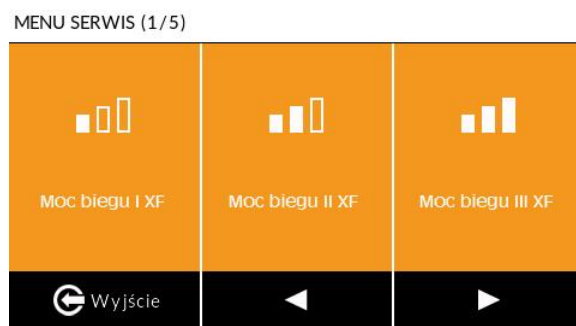 MENU SERWIS (1/5)
Moc biegu I XF
Moc biegu II XF
Moc biegu III XF
Wyjście